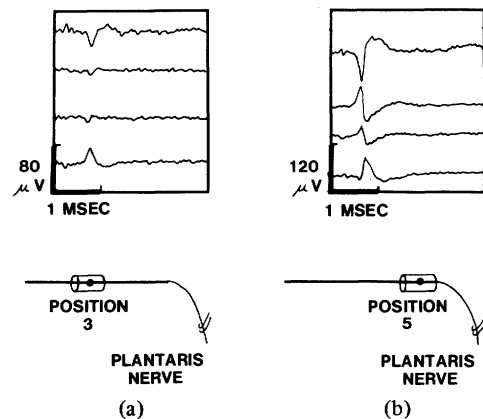 80
μV
1 MSEC
POSITION
3
PLANTARIS
NERVE
(a)
120
μV
1 MSEC
POSITION
5
PLANTARIS
NERVE
(b)